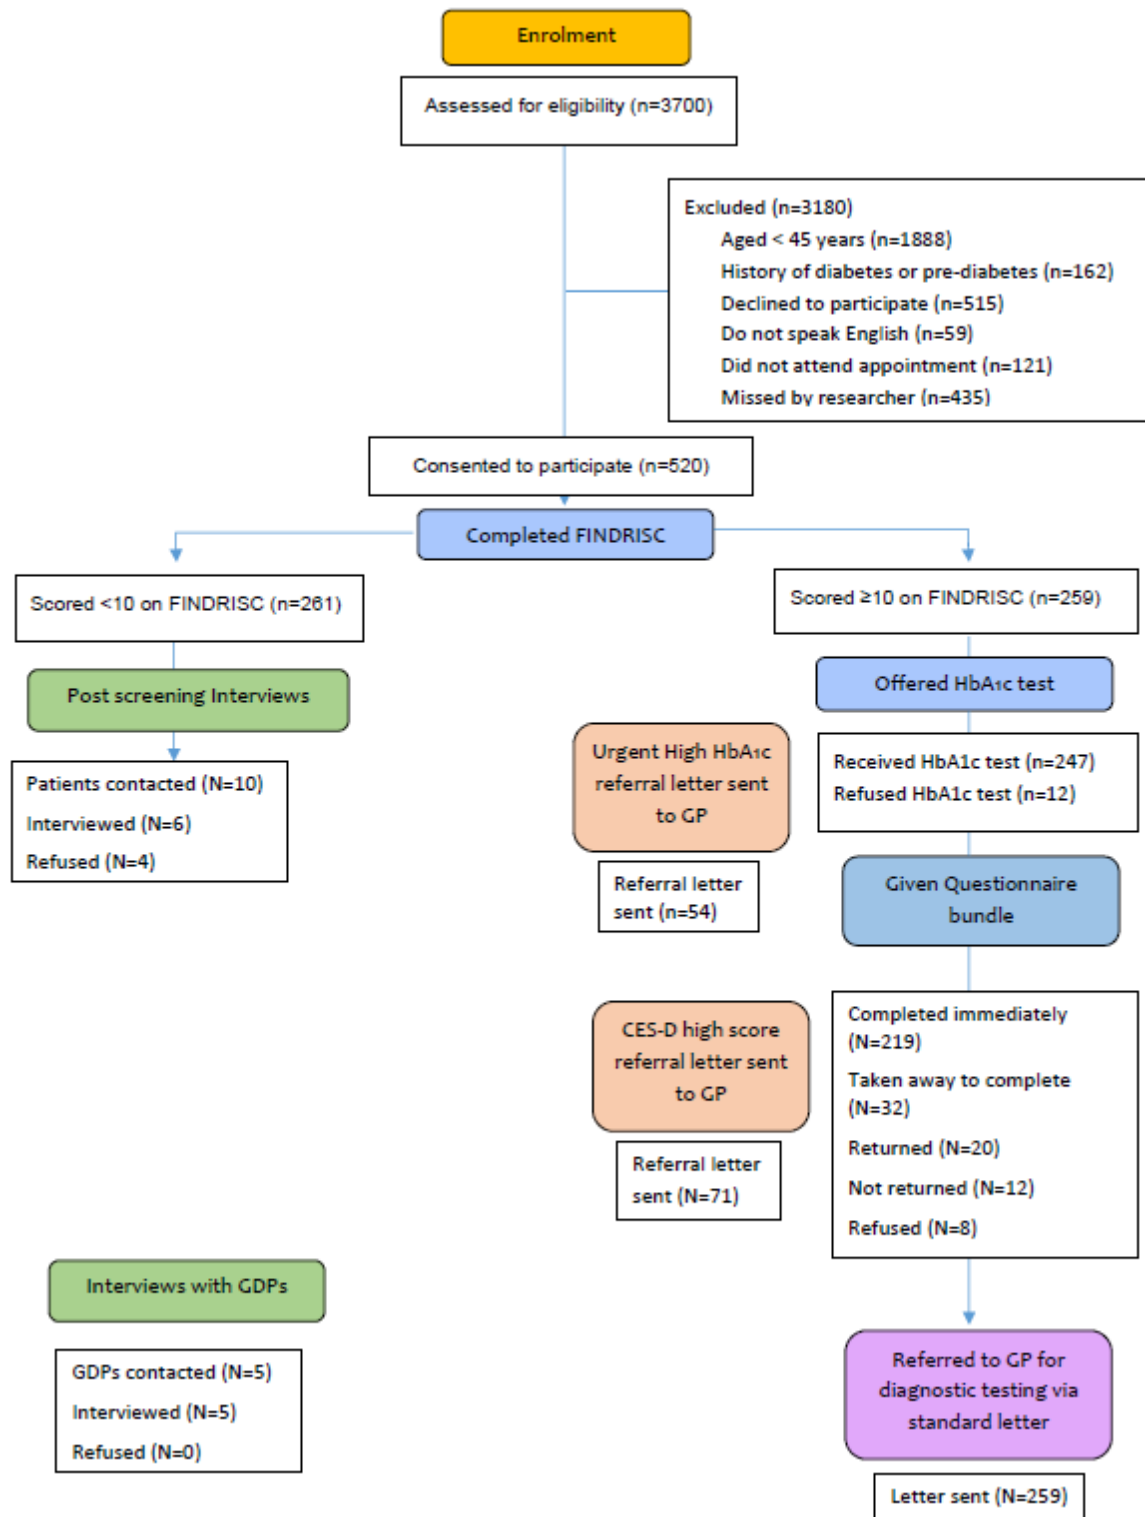 Enrolment
Assessed for eligibility (n=3700)
Excluded (n=3180)
Aged < 45 years (n=1888)
History of diabetes or pre-diabetes (n=162)
Declined to participate (n=515)
Do not speak English (n=59)
Did not attend appointment (n=121)
Missed by researcher (n=435)
Consented to participate (n=520)
Completed FINDRISC
Scored <10 on FINDRISC (n=261)
Scored ≥10 on FINDRISC (n=259)
Post screening Interviews
Offered HbA1c test
Patients contacted (N=10)
Interviewed (N=6)
Refused (N=4)
Urgent High HbA1c
referral letter sent
to GP
Received HbA1c test (n=247)
Refused HbA1c test (n=12)
Referral letter
sent (n=54)
Given Questionnaire
bundle
CES-D high score
referral letter sent
to GP
Completed immediately
(N=219)
Taken away to complete
(N=32)
Returned (N=20)
Not returned (N=12)
Refused (N=8)
Referral letter
sent (N=71)
Interviews with GDPs
GDPs contacted (N=5)
Interviewed (N=5)
Refused (N=0)
Referred to GP for
diagnostic testing via
standard letter
Letter sent (N=259)